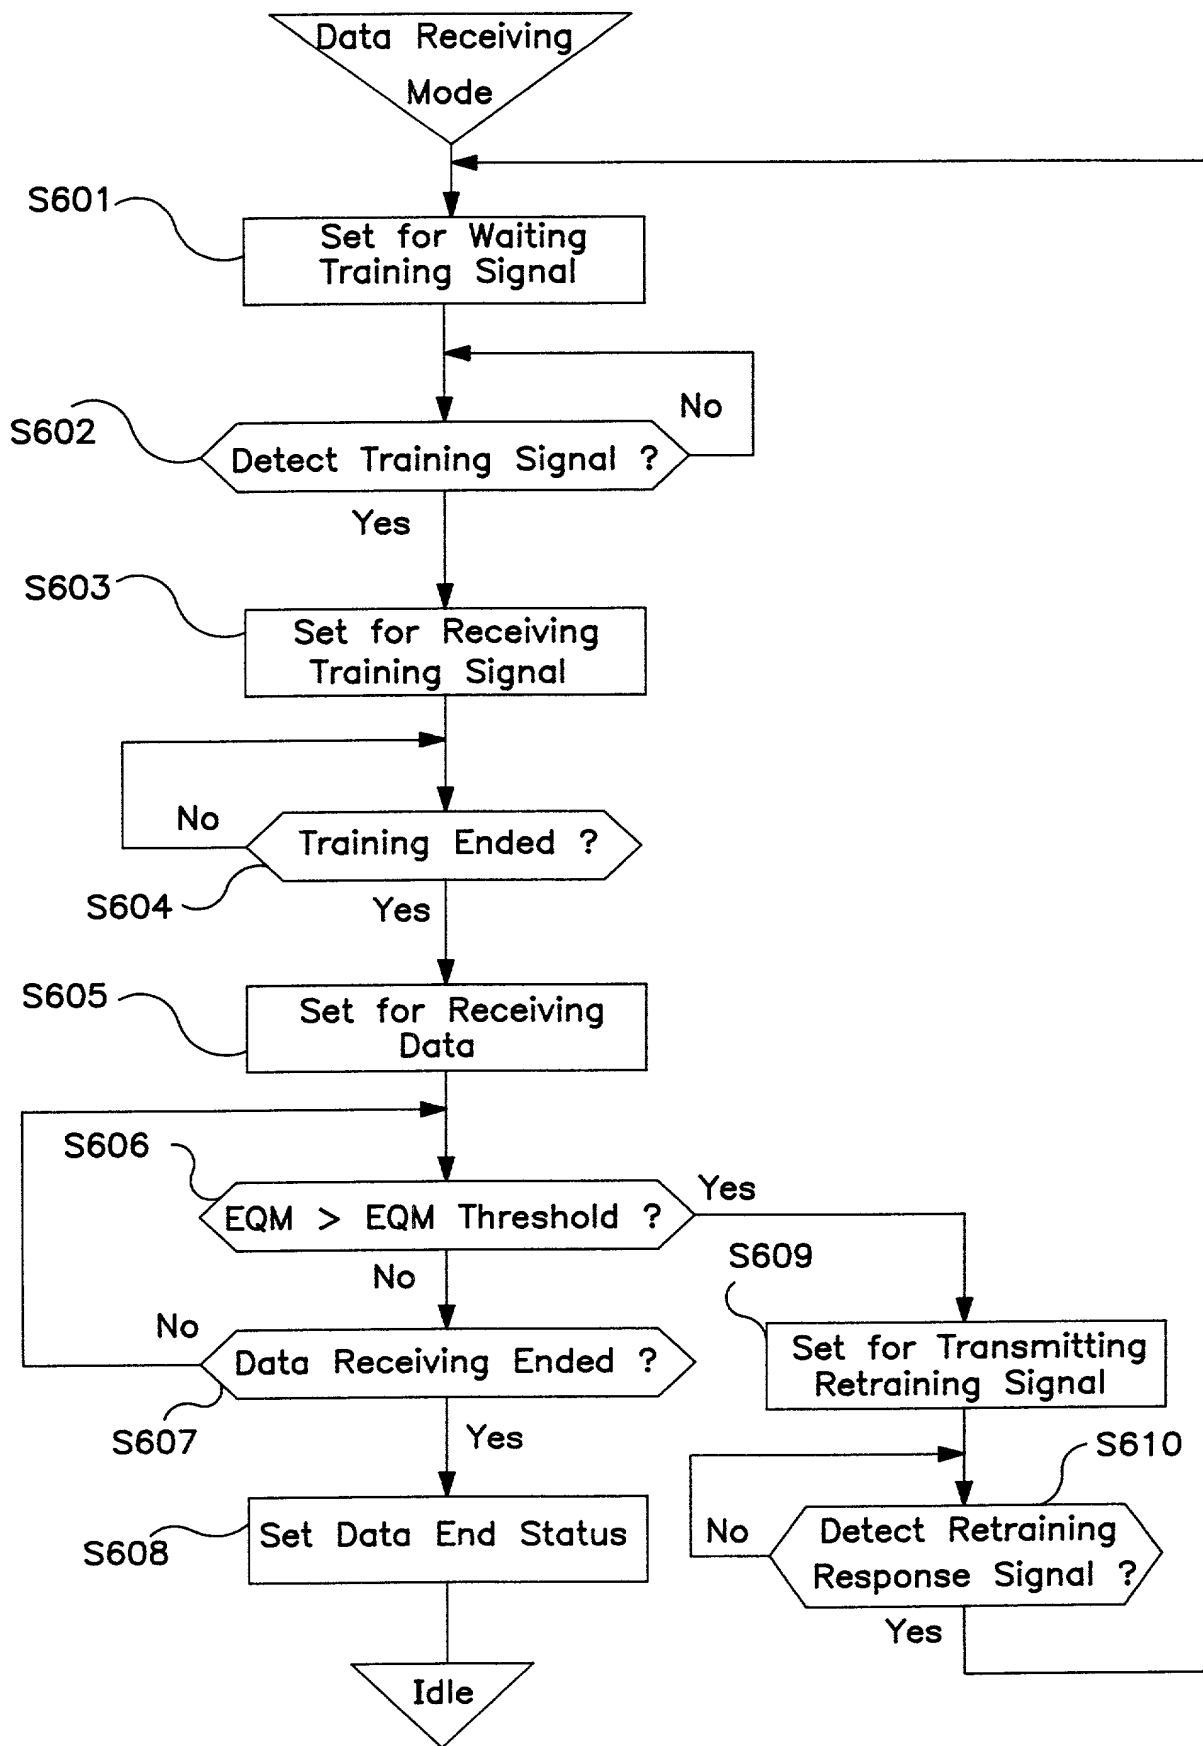 Data Receiving
Mode
S601
Set for Waiting
Training Signal
No
S602
Detect Training Signal ?
Yes
S603
Set for Receiving
Training Signal
No
Training Ended ?
S604
Yes
S605
Set for Receiving
Data
S606
Yes
EQM > EQM Threshold ?
S609
No
No
Set for Transmitting
Retraining Signal
Data Receiving Ended ?
S607
Yes
S610
Set Data End Status
No
Detect Retraining
Response Signal ?
S608
Yes
Idle